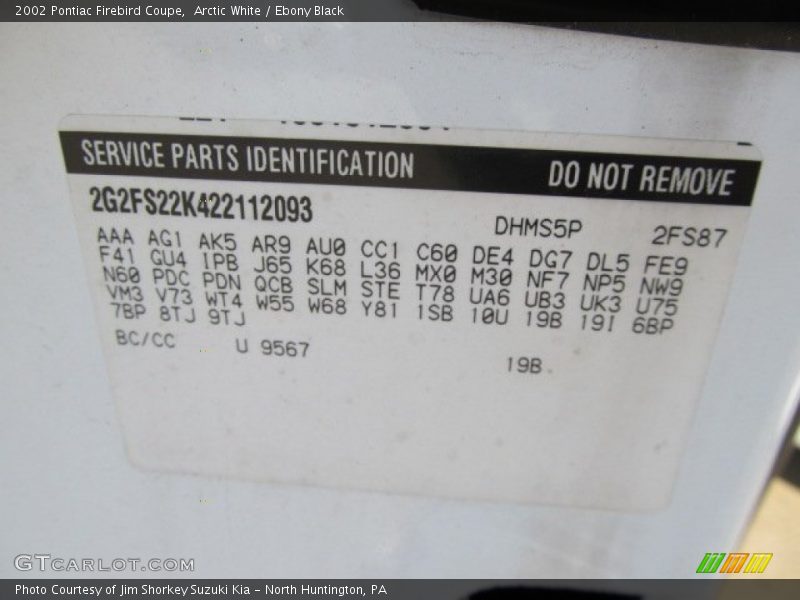 2002 Pontiac Firebird Coupe, Arctic White / Ebony Black
SERVICE PARTS IDENTIFICATION DO NOT REMOVE
2G2FS22K422112093 DHMS5P 2FS87
AAA AG1 AK5 AR9 AU0 CC1 C60 DE4 DG7 DL5 FE9
F41 GU4 1PB J65 K68 L36 MX0 M30 NF7 NP5 NW9
N60 PDC PDN QCB SLM STE T78 UA6 UB3 UK3 U75
VM3 V73 WT4 W55 W68 Y81 1SB 10U 19B 19I 6BP
7BP 8TJ 9TJ
BC/CC U 9567 19B
GTCARLOT.COM
Photo Courtesy of Jim Shorkey Suzuki Kia - North Huntington, PA